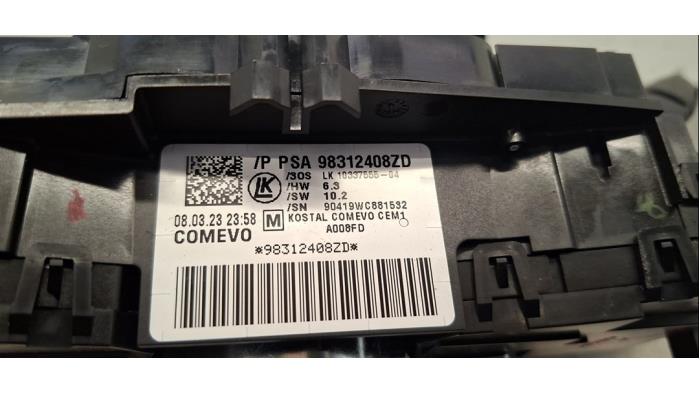 /P PSA 98312408ZD
/SOS LK 10337555-04
/HW 6.3
/SW 10.2
/SN 90419WC881532
LK
08.03.23 23:58 M KOSTAL COMEVO CEM1
COMEVO A008FD
*98312408ZD*